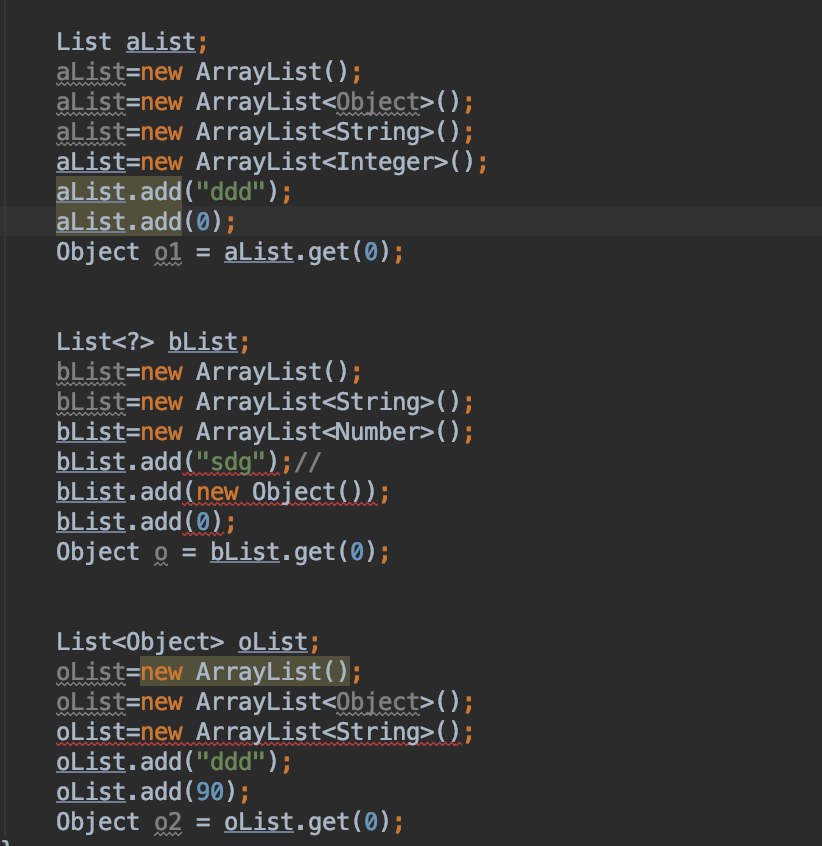 List aList;
aList=new ArrayList();
aList=new ArrayList<Object>();
aList=new ArrayList<String>();
aList=new ArrayList<Integer>();
aList.add("ddd");
aList.add(0);
Object o1 = aList.get(0);
List<?> bList;
bList=new ArrayList();
bList=new ArrayList<String>();
bList=new ArrayList<Number>();
bList.add("sdg");//
bList.add(new Object());
bList.add(0);
Object o = bList.get(0);
List<Object> oList;
oList=new ArrayList();
oList=new ArrayList<Object>();
oList=new ArrayList<String>();
oList.add("ddd");
oList.add(90);
Object o2 = oList.get(0);
}